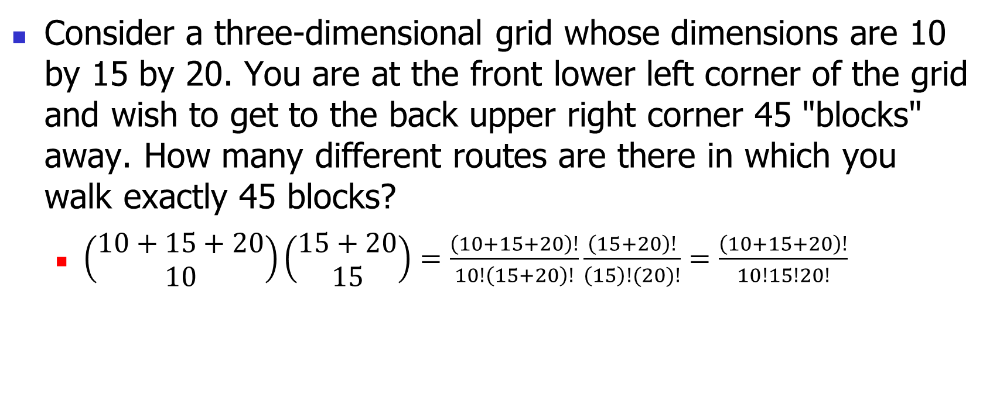 Consider a three-dimensional grid whose dimensions are 10
by 15 by 20. You are at the front lower left corner of the grid
and wish to get to the back upper right corner 45 "blocks"
away. How many different routes are there in which you
walk exactly 45 blocks?
\binom{10+15+20}{10}\binom{15+20}{15} = \frac{(10+15+20)!}{10!(15+20)!}\frac{(15+20)!}{(15)!(20)!} = \frac{(10+15+20)!}{10!15!20!}